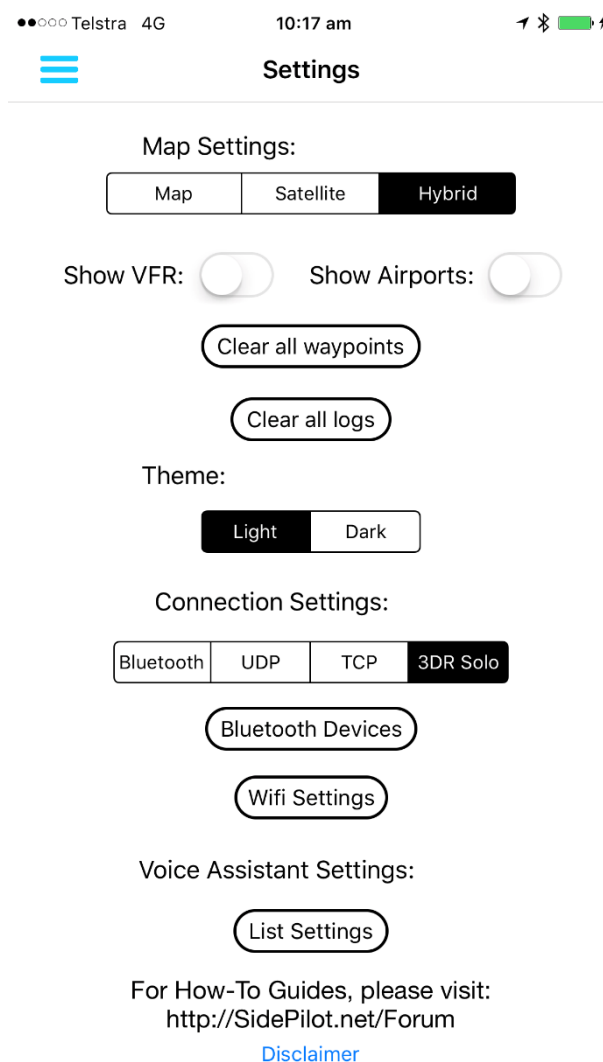 Telstra 4G 10:17 am
Settings
Map Settings:
Map Satellite Hybrid
Show VFR: Show Airports:
Clear all waypoints
Clear all logs
Theme:
Light Dark
Connection Settings:
Bluetooth UDP TCP 3DR Solo
Bluetooth Devices
Wifi Settings
Voice Assistant Settings:
List Settings
For How-To Guides, please visit:
http://SidePilot.net/Forum
Disclaimer